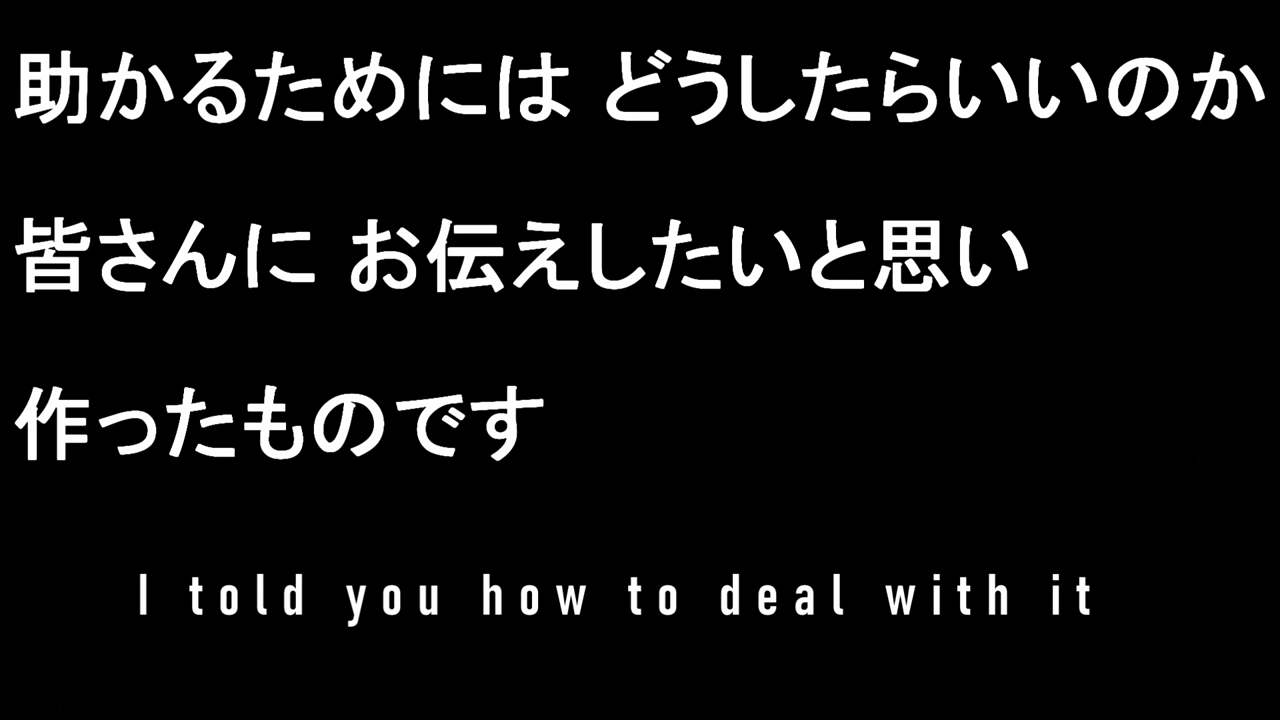 助かるためには どうしたらいいのか
皆さんに お伝えしたいと思い
作ったものです
I told you how to deal with it